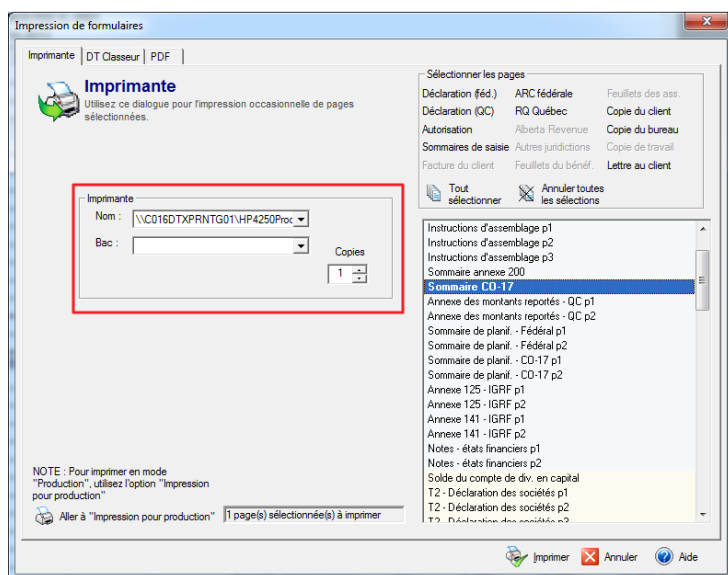 Impression de formulaires
Imprimante
DT Classeur
PDF
Imprimante
Utilisez ce dialogue pour l'impression occasionnelle de pages
sélectionnées.
Sélectionner les pages
Déclaration (féd.) ARC fédérale Feuillets des ass.
Déclaration (QC) RQ Québec Copie du client
Autorisation Alberta Revenue Copie du bureau
Sommaires de saisie Autres juridictions Copie de travail
Facture du client Feuillets du bénéf. Lettre au client
Tout
sélectionner
Annuler toutes
les sélections
Imprimante
Nom : \\C016DTXPRNTG01\HP4250Proc
Bac :
Copies
1
Instructions d'assemblage p1
Instructions d'assemblage p2
Instructions d'assemblage p3
Sommaire annexe 200
Sommaire CO-17
Annexe des montants reportés - QC p1
Annexe des montants reportés - QC p2
Sommaire de planif. - Fédéral p1
Sommaire de planif. - Fédéral p2
Sommaire de planif. - CO-17 p1
Sommaire de planif. - CO-17 p2
Annexe 125 - IGRF p1
Annexe 125 - IGRF p2
Annexe 141 - IGRF p1
Annexe 141 - IGRF p2
Notes - états financiers p1
Notes - états financiers p2
Solde du compte de div. en capital
T2 - Déclaration des sociétés p1
T2 - Déclaration des sociétés p2
T2 - Déclaration des sociétés p3
NOTE : Pour imprimer en mode
"Production", utilisez l'option "Impression
pour production"
Aller à "Impression pour production"
1 page(s) sélectionnée(s) à imprimer
Imprimer
Annuler
Aide